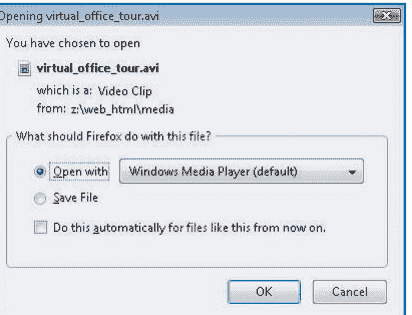 Opening virtual_office_tour.avi
You have chosen to open
virtual_office_tour.avi
which is a: Video Clip
from: z:\web_html\media
What should Firefox do with this file?
Open with
Windows Media Player (default)
Save File
Do this automatically for files like this from now on.
OK
Cancel